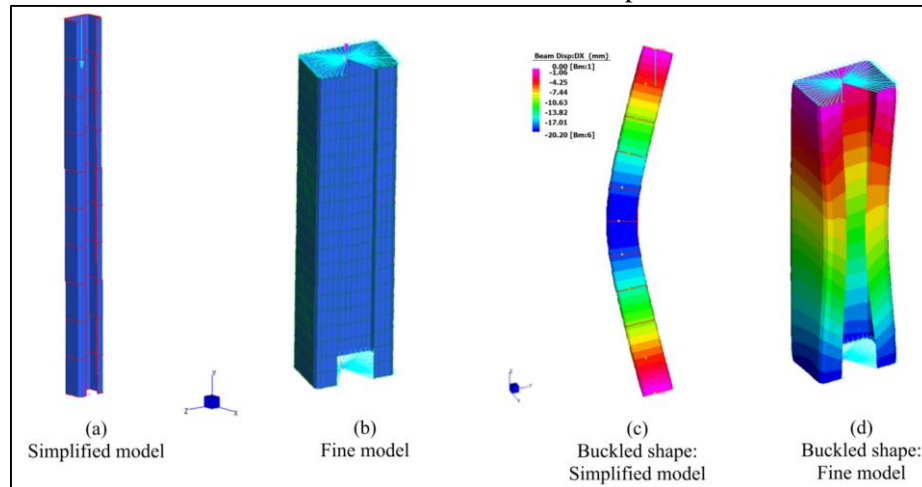 Beam Disp:DX (mm)
0.00 [Bm:1]
-1.06
-4.25
-7.44
-10.63
-13.82
-17.01
-20.20 [Bm:6]
(a)
Simplified model
(b)
Fine model
(c)
Buckled shape:
Simplified model
(d)
Buckled shape:
Fine model